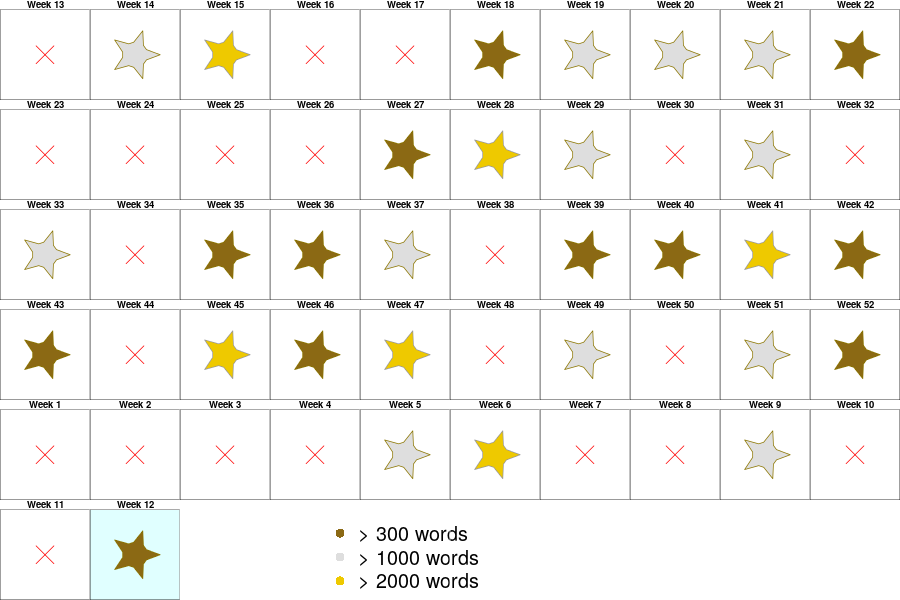 Week 13 Week 14 Week 15 Week 16 Week 17 Week 18 Week 19 Week 20 Week 21 Week 22
Week 23 Week 24 Week 25 Week 26 Week 27 Week 28 Week 29 Week 30 Week 31 Week 32
Week 33 Week 34 Week 35 Week 36 Week 37 Week 38 Week 39 Week 40 Week 41 Week 42
Week 43 Week 44 Week 45 Week 46 Week 47 Week 48 Week 49 Week 50 Week 51 Week 52
Week 1 Week 2 Week 3 Week 4 Week 5 Week 6 Week 7 Week 8 Week 9 Week 10
Week 11 Week 12
> 300 words
> 1000 words
> 2000 words